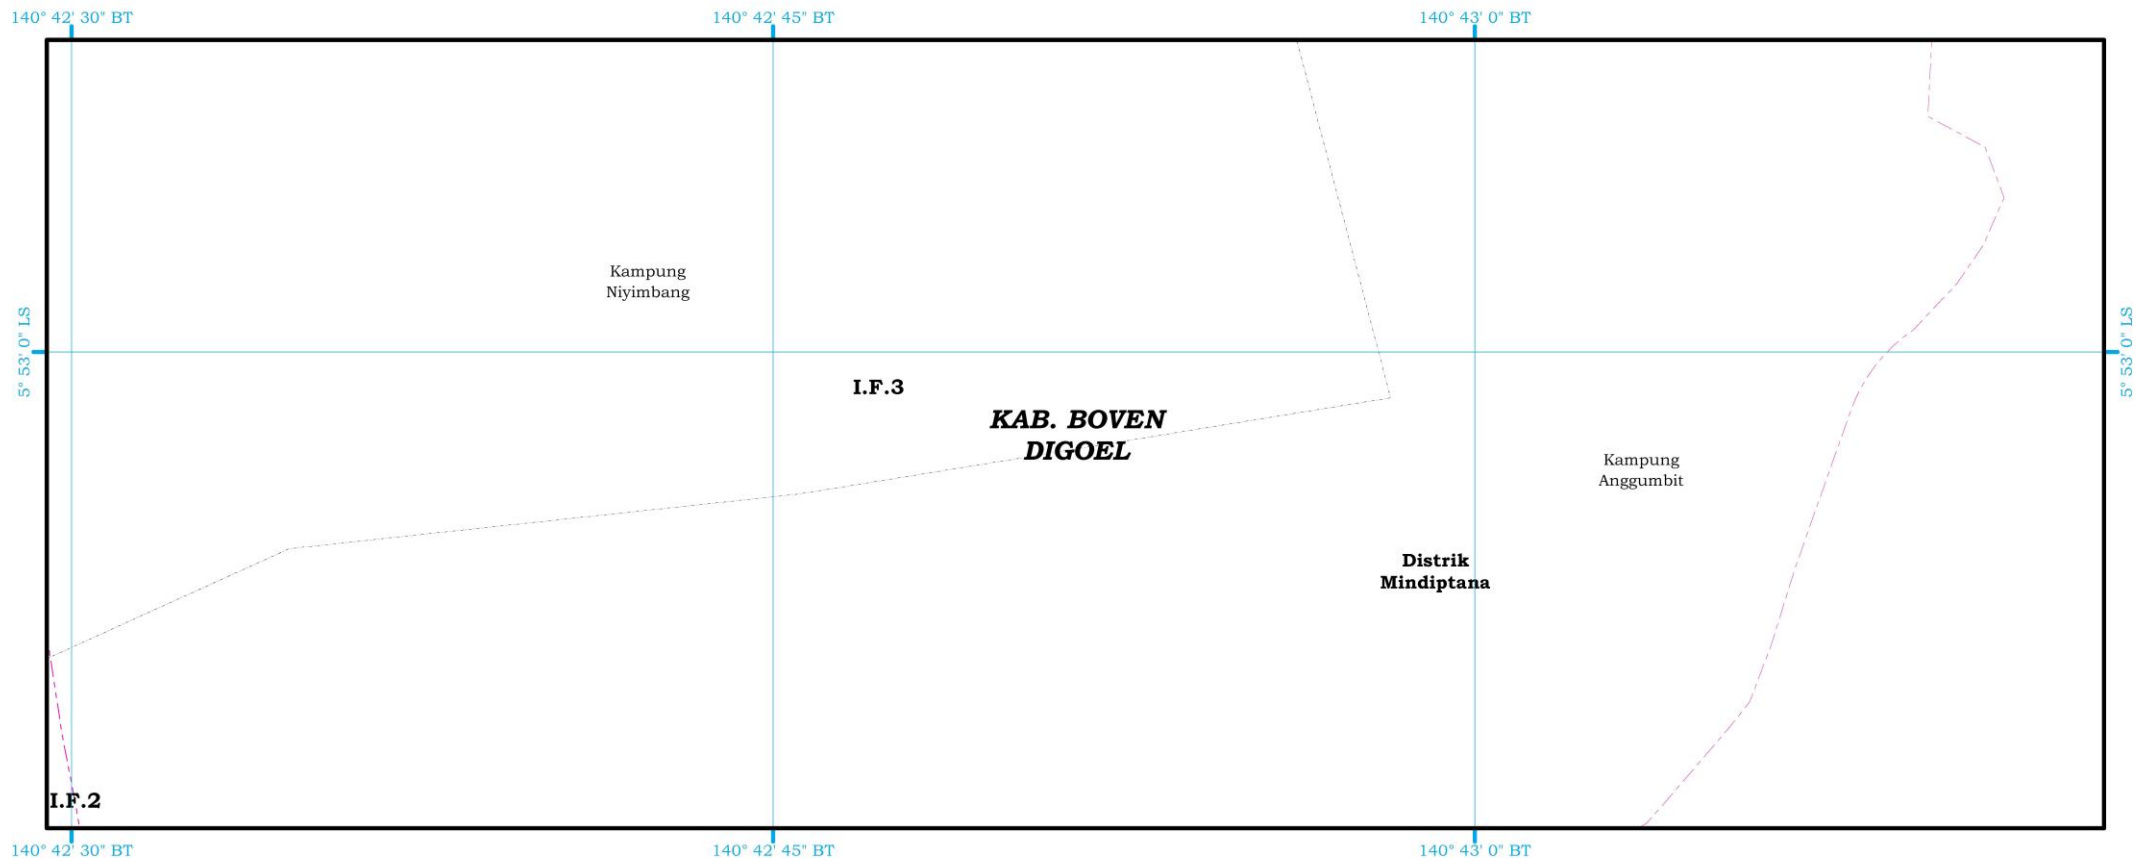 140° 42' 30" BT
140° 42' 45" BT
140° 43' 0" BT
Kampung
Niyimbang
5° 53' 0" LS
5° 53' 0" LS
I.F.3
KAB. BOVEN
DIGOEL
Kampung
Anggumbit
Distrik
Mindiptana
I.F.2
140° 42' 30" BT
140° 42' 45" BT
140° 43' 0" BT